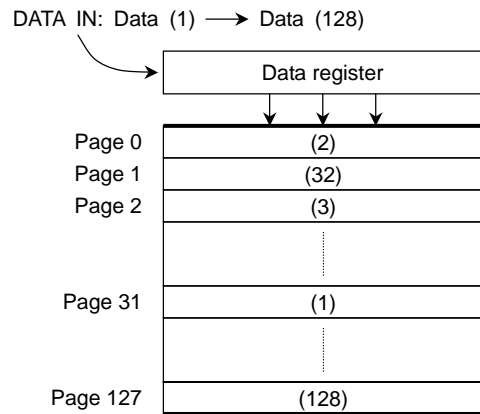 DATA IN: Data (1) → Data (128)
Data register
Page 0 (2)
Page 1 (32)
Page 2 (3)
Page 31 (1)
Page 127 (128)